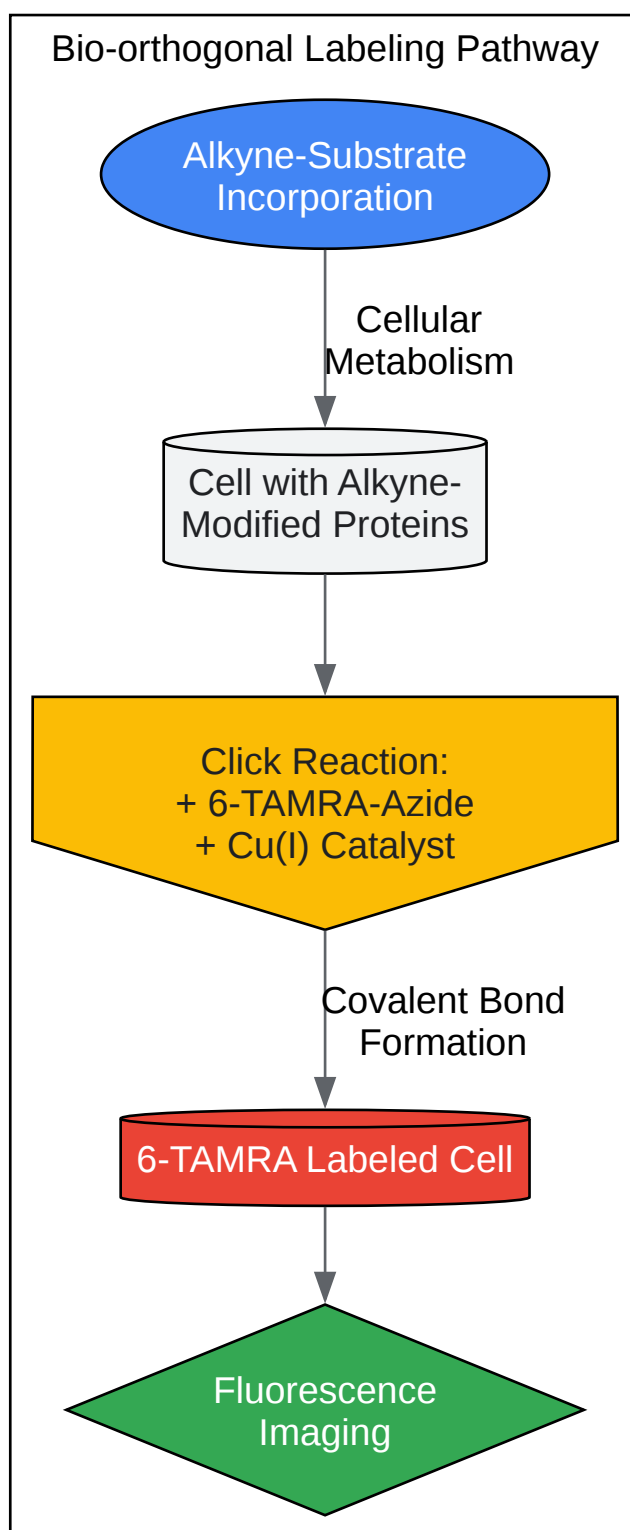 Bio-orthogonal Labeling Pathway
Alkyne-Substrate
Incorporation
Cellular
Metabolism
Cell with Alkyne-
Modified Proteins
Click Reaction:
+ 6-TAMRA-Azide
+ Cu(I) Catalyst
Covalent Bond
Formation
6-TAMRA Labeled Cell
Fluorescence
Imaging